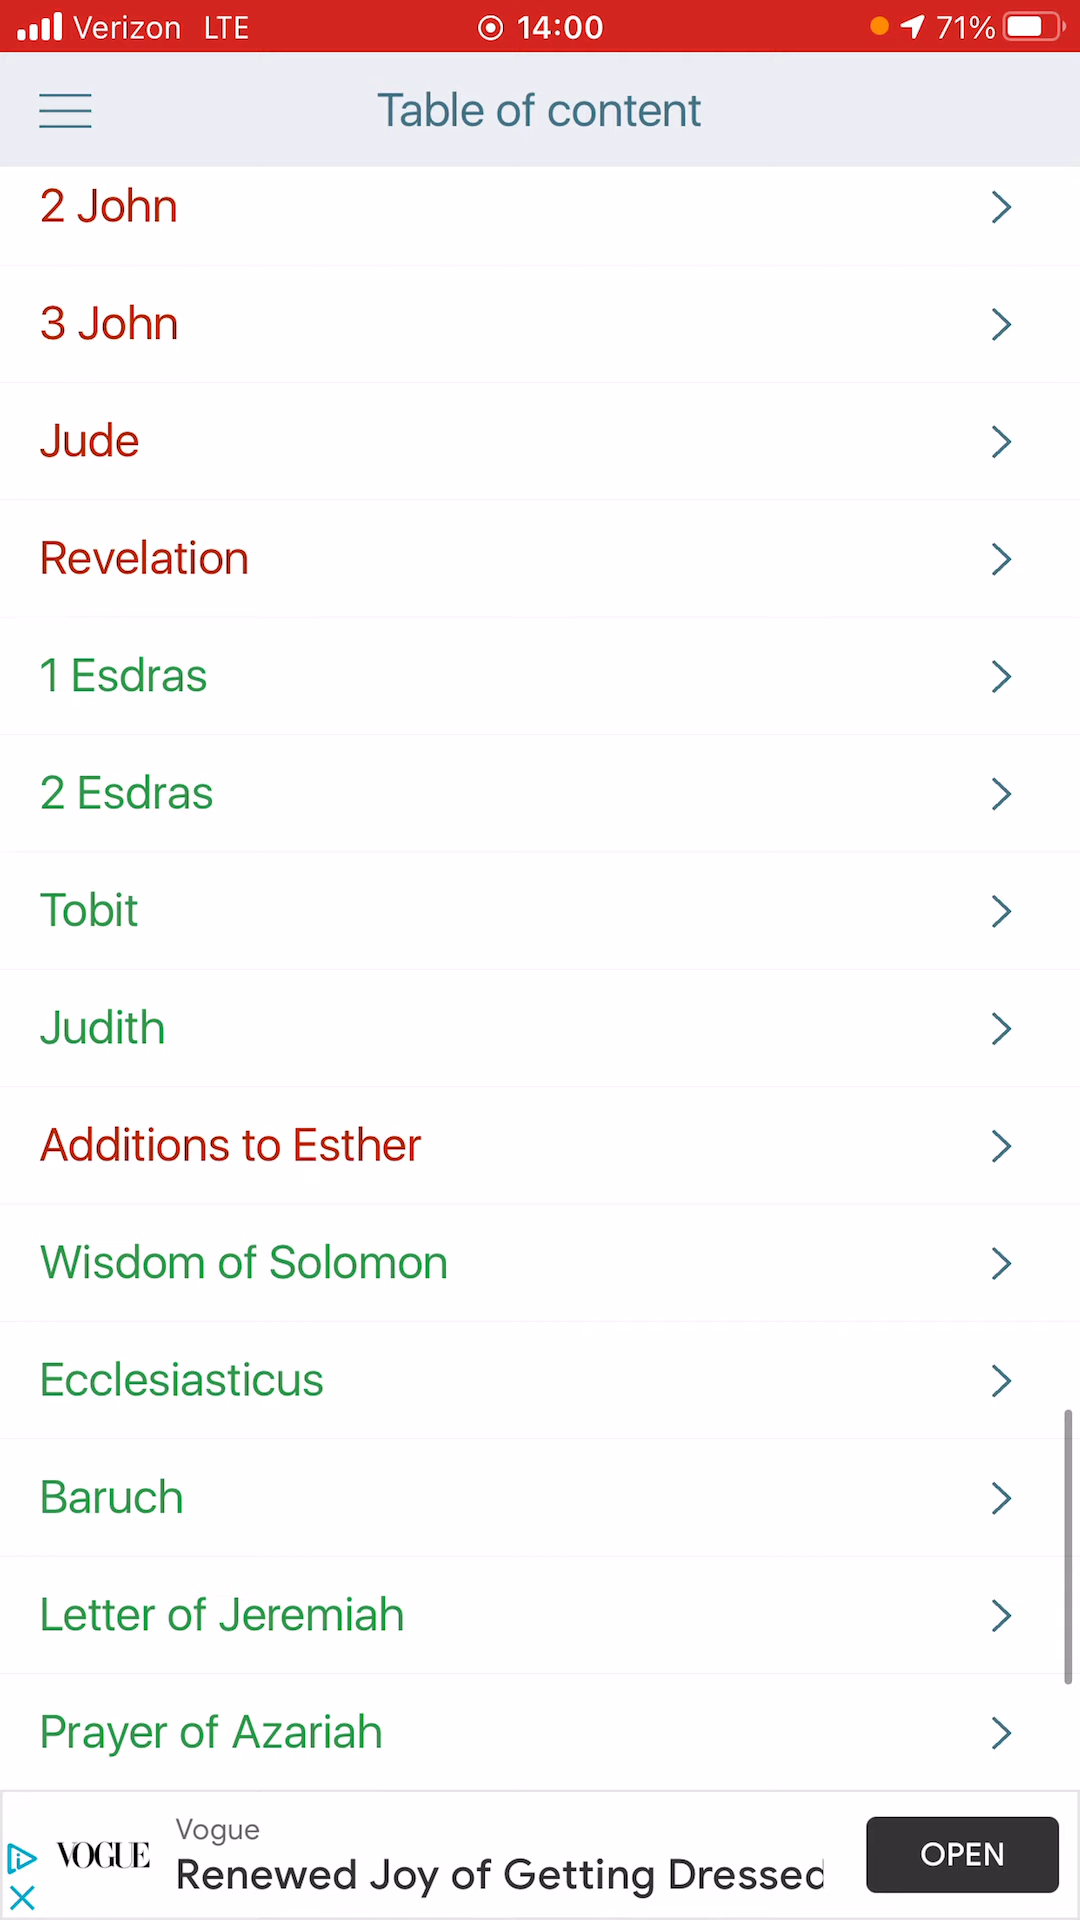 Verizon LTE 14:00 71%
Table of content
2 John
3 John
Jude
Revelation
1 Esdras
2 Esdras
Tobit
Judith
Additions to Esther
Wisdom of Solomon
Ecclesiasticus
Baruch
Letter of Jeremiah
Prayer of Azariah
VOGUE
Vogue
Renewed Joy of Getting Dressed
OPEN